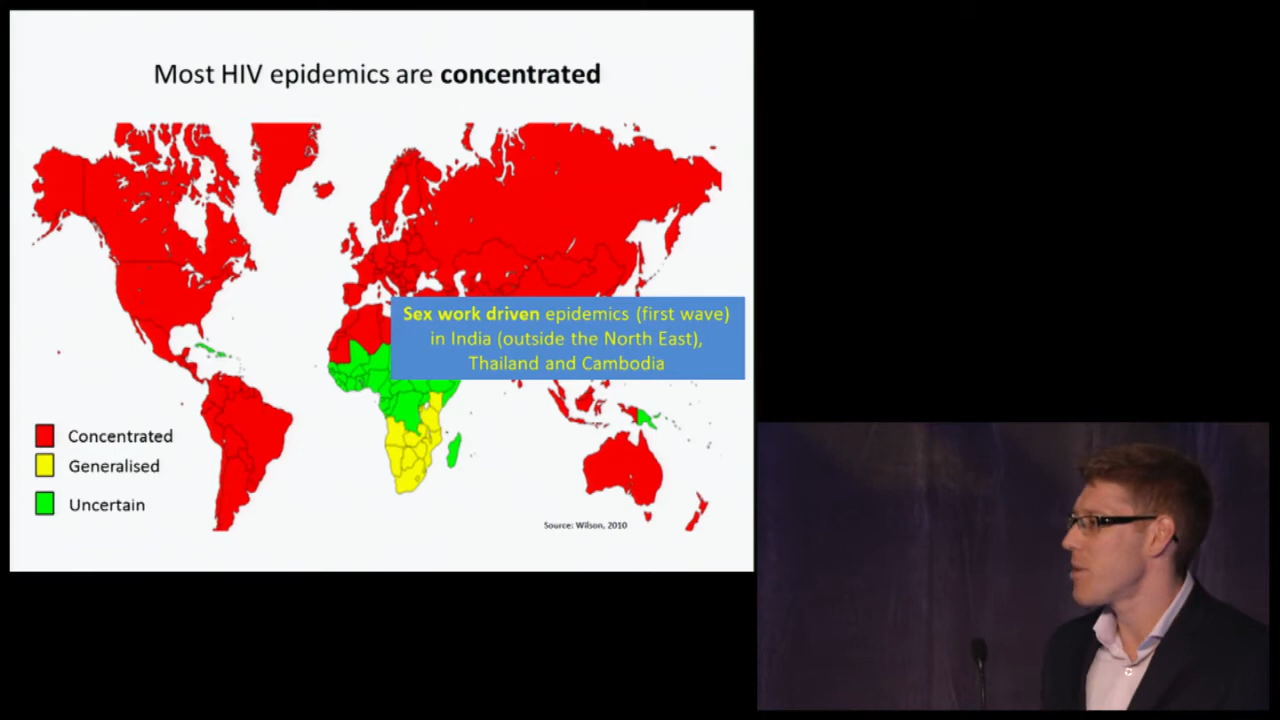 Most HIV epidemics are concentrated
Sex work driven epidemics (first wave)
in India (outside the North East),
Thailand and Cambodia
Concentrated
Generalised
Uncertain
Source: Wilson, 2010